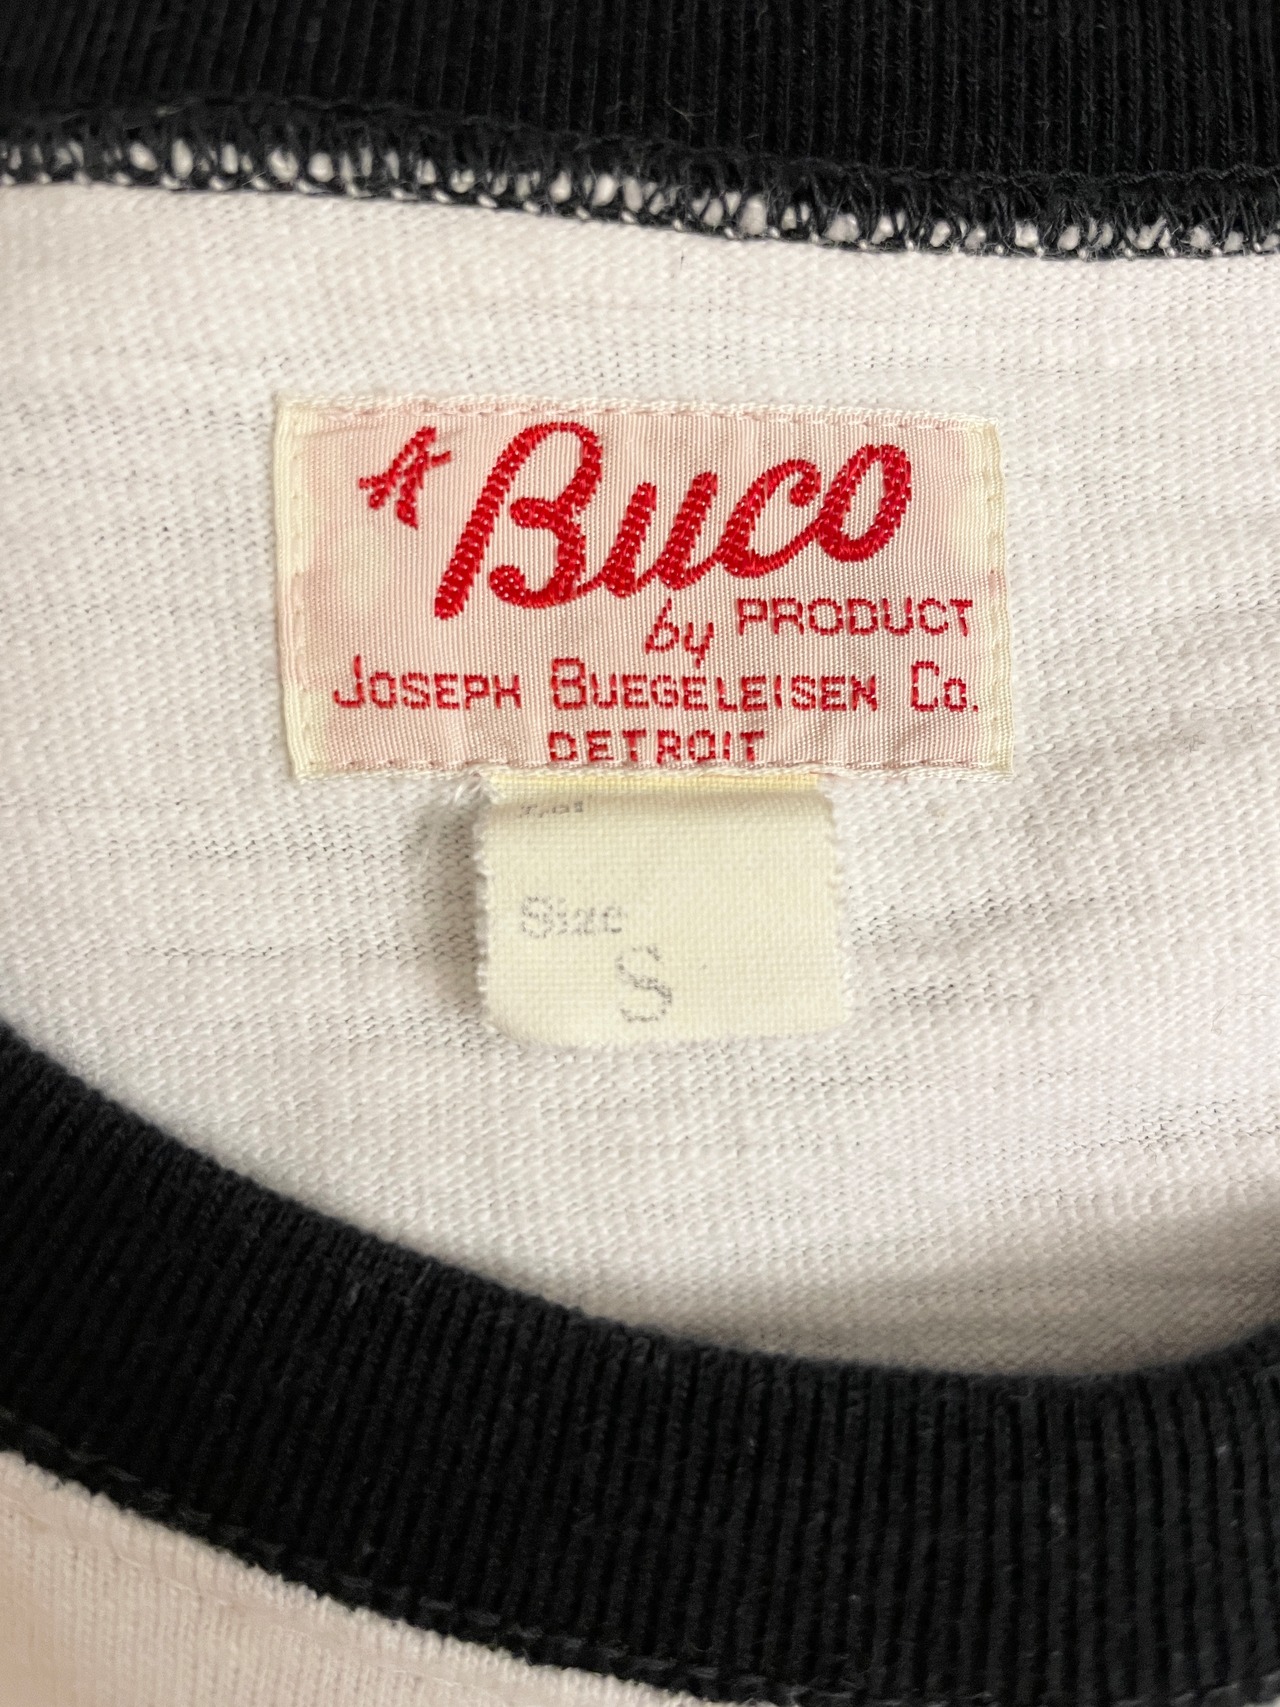 A Buco
by PRODUCT
JOSEPH BUEGELEISEN CO.
DETROIT
Size
S